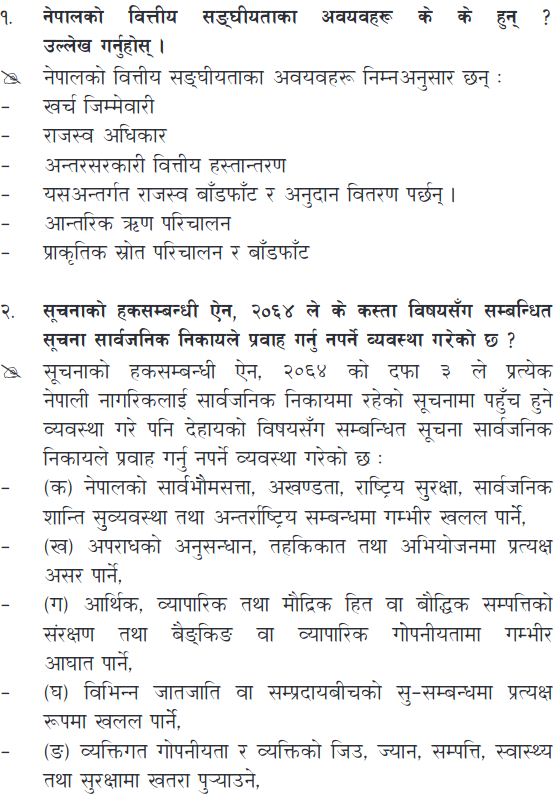 १. नेपालको वित्तीय सङ्घीयताका अवयवहरू के के हुन् ?
उल्लेख गर्नुहोस् ।
नेपालको वित्तीय सङ्घीयताका अवयवहरू निम्नअनुसार छन् :
- खर्च जिम्मेवारी
- राजस्व अधिकार
- अन्तरसरकारी वित्तीय हस्तान्तरण
- यसअन्तर्गत राजस्व बाँडफाँट र अनुदान वितरण पर्छन् ।
- आन्तरिक ऋण परिचालन
- प्राकृतिक स्रोत परिचालन र बाँडफाँट
२. सूचनाको हकसम्बन्धी ऐन, २०६४ ले के कस्ता विषयसँग सम्बन्धित
सूचना सार्वजनिक निकायले प्रवाह गर्नु नपर्ने व्यवस्था गरेको छ ?
सूचनाको हकसम्बन्धी ऐन, २०६४ को दफा ३ ले प्रत्येक
नेपाली नागरिकलाई सार्वजनिक निकायमा रहेको सूचनामा पहुँच हुने
व्यवस्था गरे पनि देहायको विषयसँग सम्बन्धित सूचना सार्वजनिक
निकायले प्रवाह गर्नु नपर्ने व्यवस्था गरेको छ :
- (क) नेपालको सार्वभौमसत्ता, अखण्डता, राष्ट्रिय सुरक्षा, सार्वजनिक
शान्ति सुव्यवस्था तथा अन्तर्राष्ट्रिय सम्बन्धमा गम्भीर खलल पार्ने,
- (ख) अपराधको अनुसन्धान, तहकिकात तथा अभियोजनमा प्रत्यक्ष
असर पार्ने,
- (ग) आर्थिक, व्यापारिक तथा मौद्रिक हित वा बौद्धिक सम्पत्तिको
संरक्षण तथा बैङ्किङ वा व्यापारिक गोपनीयतामा गम्भीर
आघात पार्ने,
- (घ) विभिन्न जातजाति वा सम्प्रदायबीचको सु-सम्बन्धमा प्रत्यक्ष
रूपमा खलल पार्ने,
- (ङ) व्यक्तिगत गोपनीयता र व्यक्तिको जिउ, ज्यान, सम्पत्ति, स्वास्थ्य
तथा सुरक्षामा खतरा पुऱ्याउने,